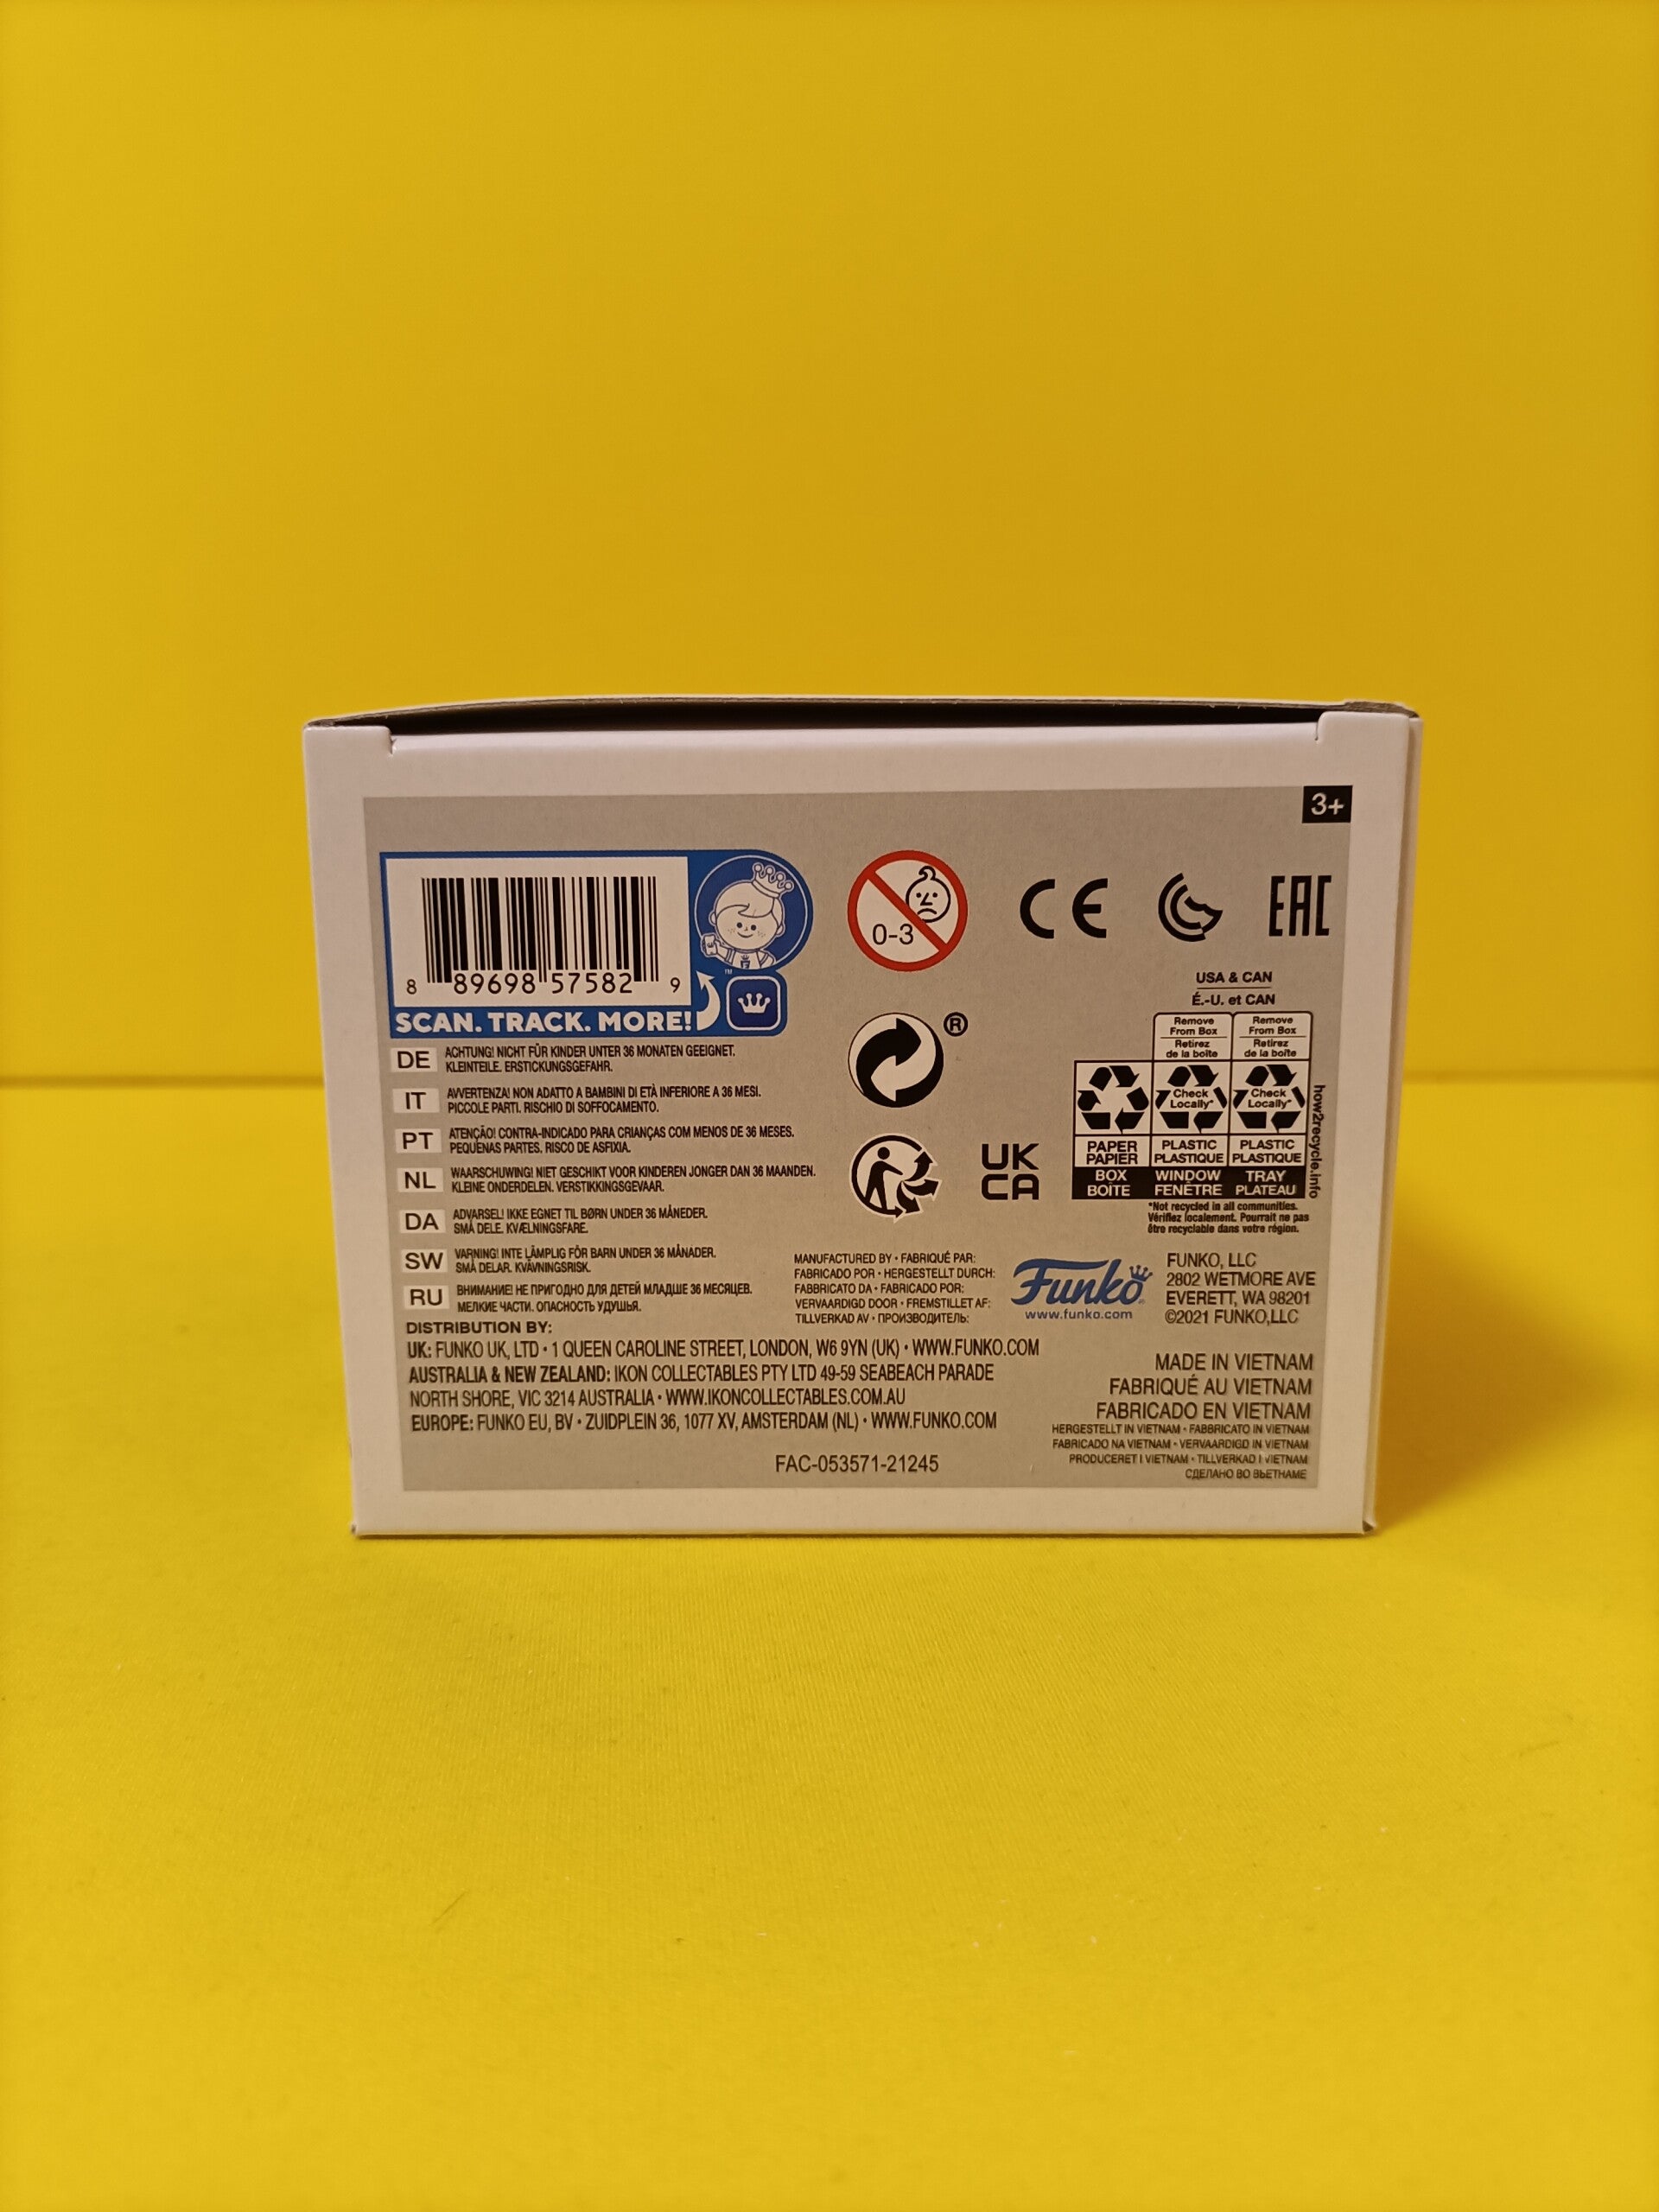 3+
8 89698 57582 9
SCAN. TRACK. MORE!
™
0-3
CE
EAC
®
UK
CA
USA & CAN
É.-U. et CAN
Remove
From Box
Retirez
de la boîte
Remove
From Box
Retirez
de la boîte
Check
Locally*
Check
Locally*
PAPER
PAPIER
PLASTIC
PLASTIQUE
PLASTIC
PLASTIQUE
BOX
BOÎTE
WINDOW
FENÊTRE
TRAY
PLATEAU
how2recycle.info
*Not recycled in all communities.
Vérifiez localement. Pourrait ne pas
être recyclable dans votre région.
DE ACHTUNG! NICHT FÜR KINDER UNTER 36 MONATEN GEEIGNET.
KLEINTEILE. ERSTICKUNGSGEFAHR.
IT AVVERTENZA! NON ADATTO A BAMBINI DI ETÀ INFERIORE A 36 MESI.
PICCOLE PARTI. RISCHIO DI SOFFOCAMENTO.
PT ATENÇÃO! CONTRA-INDICADO PARA CRIANÇAS COM MENOS DE 36 MESES.
PEQUENAS PARTES. RISCO DE ASFIXIA.
NL WAARSCHUWING! NIET GESCHIKT VOOR KINDEREN JONGER DAN 36 MAANDEN.
KLEINE ONDERDELEN. VERSTIKKINGSGEVAAR.
DA ADVARSEL! IKKE EGNET TIL BØRN UNDER 36 MÅNEDER.
SMÅ DELE. KVÆLNINGSFARE.
SW VARNING! INTE LÄMPLIG FÖR BARN UNDER 36 MÅNADER.
SMÅ DELAR. KVÄVNINGSRISK.
RU ВНИМАНИЕ! НЕ ПРИГОДНО ДЛЯ ДЕТЕЙ МЛАДШЕ 36 МЕСЯЦЕВ.
МЕЛКИЕ ЧАСТИ. ОПАСНОСТЬ УДУШЬЯ.
MANUFACTURED BY • FABRIQUÉ PAR:
FABRICADO POR • HERGESTELLT DURCH:
FABBRICATO DA • FABRICADO POR:
VERVAARDIGD DOOR • FREMSTILLET AF:
TILLVERKAD AV • ПРОИЗВОДИТЕЛЬ:
Funko
www.funko.com
FUNKO, LLC
2802 WETMORE AVE
EVERETT, WA 98201
©2021 FUNKO,LLC
DISTRIBUTION BY:
UK: FUNKO UK, LTD • 1 QUEEN CAROLINE STREET, LONDON, W6 9YN (UK) • WWW.FUNKO.COM
AUSTRALIA & NEW ZEALAND: IKON COLLECTABLES PTY LTD 49-59 SEABEACH PARADE
NORTH SHORE, VIC 3214 AUSTRALIA • WWW.IKONCOLLECTABLES.COM.AU
EUROPE: FUNKO EU, BV • ZUIDPLEIN 36, 1077 XV, AMSTERDAM (NL) • WWW.FUNKO.COM
MADE IN VIETNAM
FABRIQUÉ AU VIETNAM
FABRICADO EN VIETNAM
HERGESTELLT IN VIETNAM • FABBRICATO IN VIETNAM
FABRICADO NA VIETNAM • VERVAARDIGD IN VIETNAM
PRODUCERET I VIETNAM • TILLVERKAD I VIETNAM
СДЕЛАНО ВО ВЬЕТНАМЕ
FAC-053571-21245